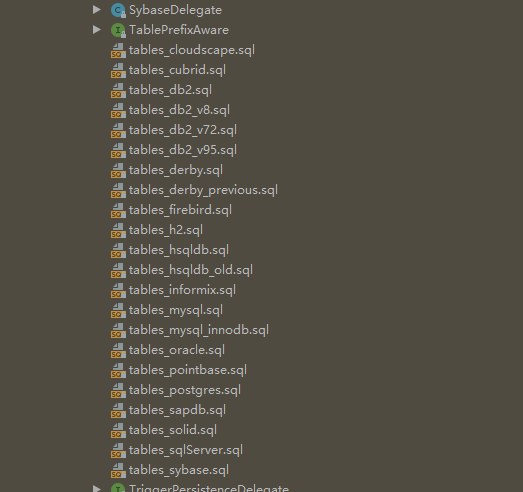 SybaseDelegate
TablePrefixAware
tables_cloudscape.sql
tables_cubrid.sql
tables_db2.sql
tables_db2_v8.sql
tables_db2_v72.sql
tables_db2_v95.sql
tables_derby.sql
tables_derby_previous.sql
tables_firebird.sql
tables_h2.sql
tables_hsqldb.sql
tables_hsqldb_old.sql
tables_informix.sql
tables_mysql.sql
tables_mysql_innodb.sql
tables_oracle.sql
tables_pointbase.sql
tables_postgres.sql
tables_sapdb.sql
tables_solid.sql
tables_sqlServer.sql
tables_sybase.sql
TriggerPersistenceDelegate